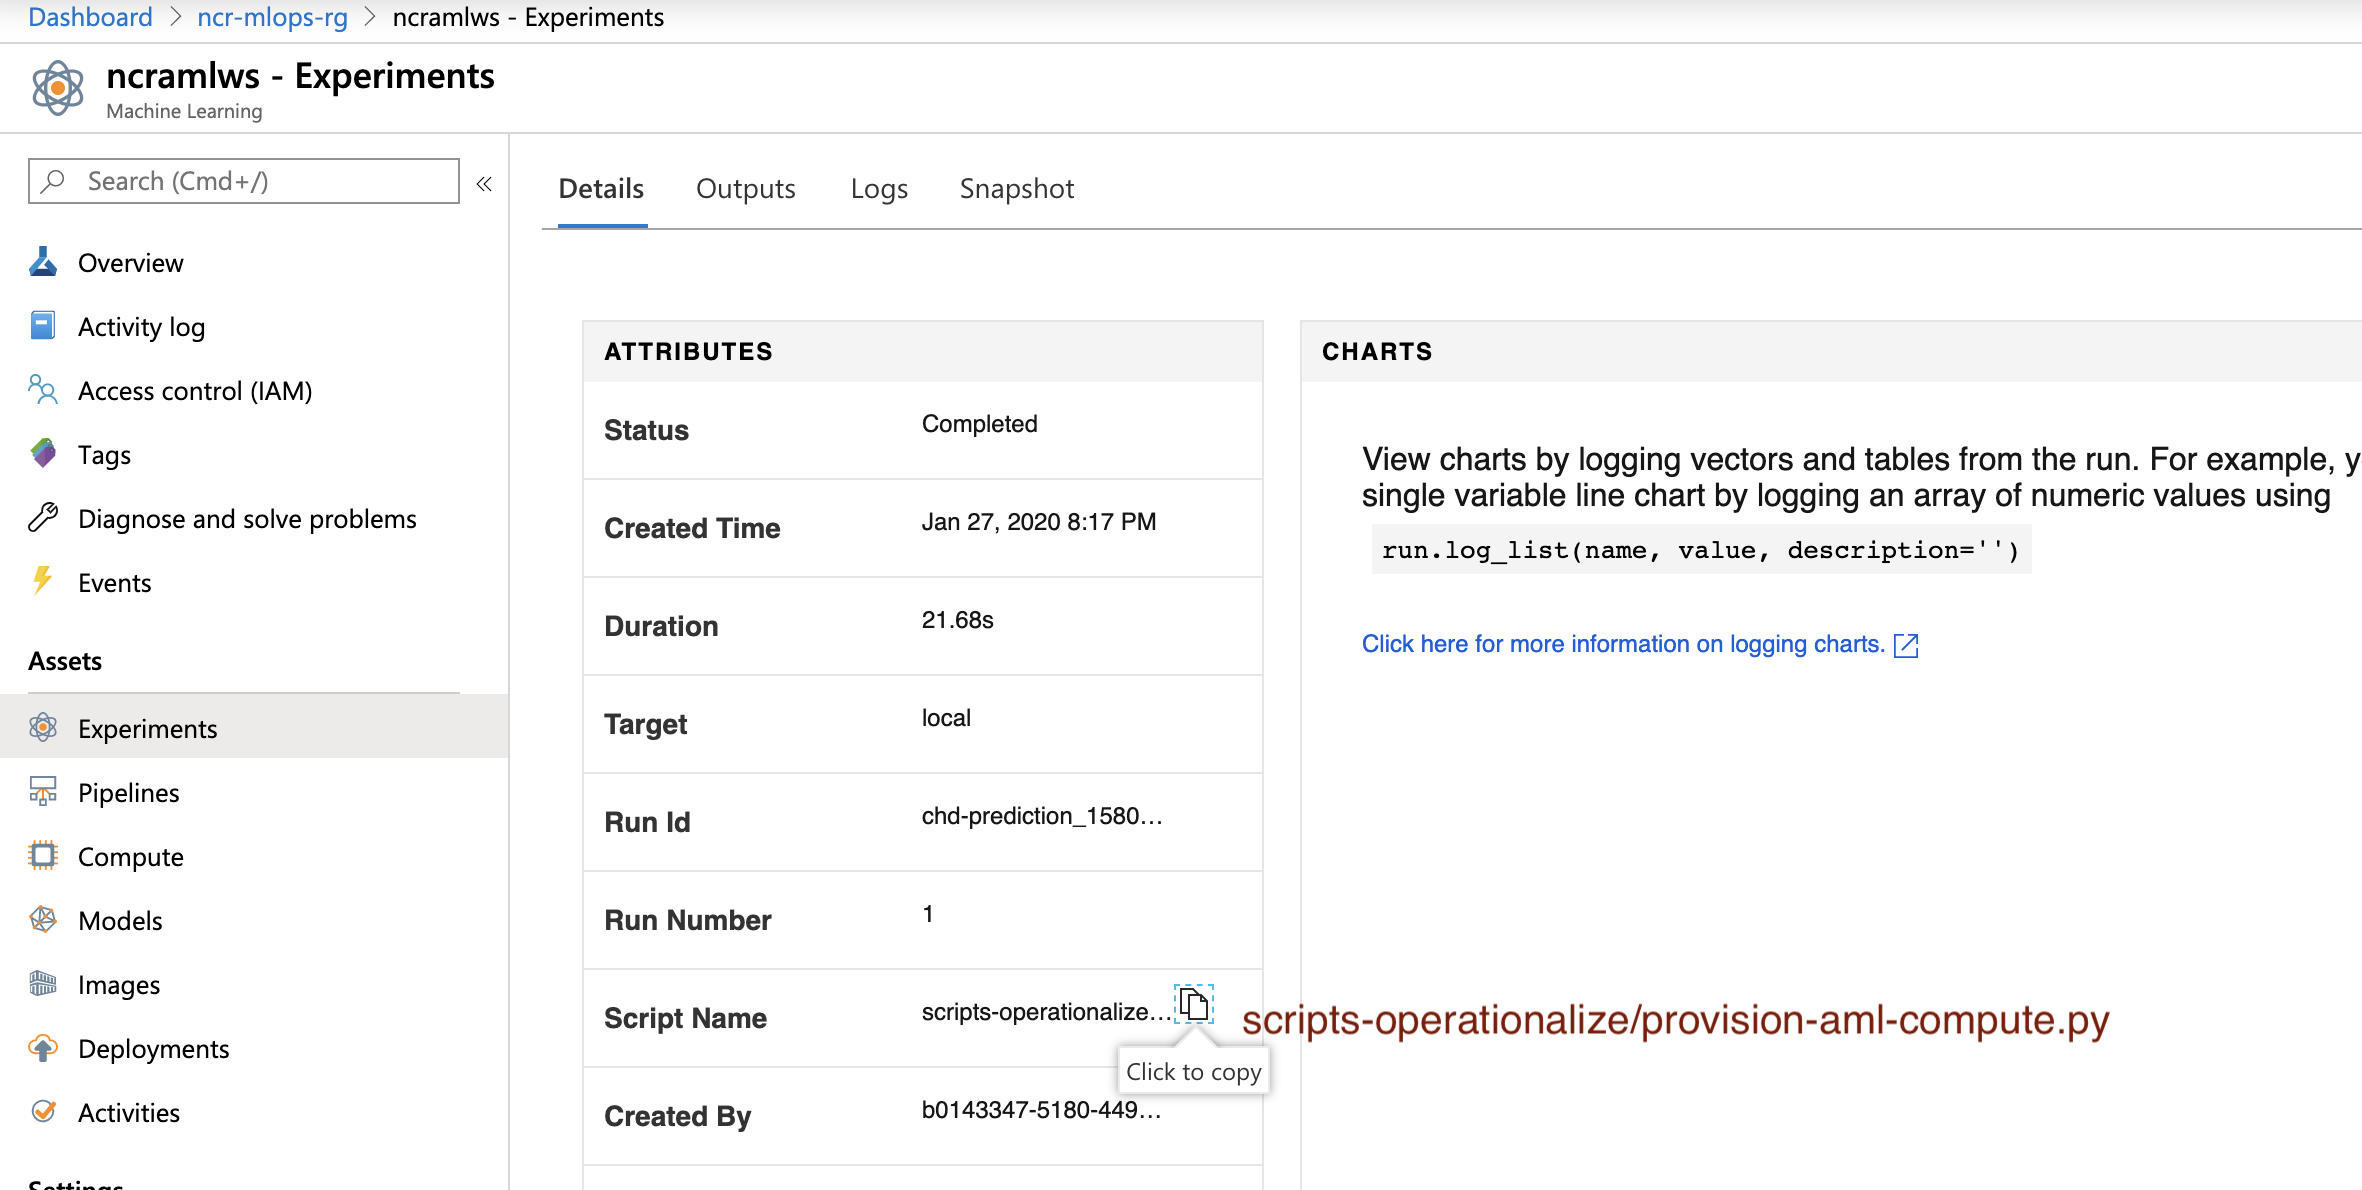 Dashboard > ncr-mlops-rg > ncramlws - Experiments
ncramlws - Experiments
Machine Learning
Search (Cmd+/)
«
Overview
Activity log
Access control (IAM)
Tags
Diagnose and solve problems
Events
Assets
Experiments
Pipelines
Compute
Models
Images
Deployments
Activities
Settings
Details Outputs Logs Snapshot
ATTRIBUTES
Status Completed
Created Time Jan 27, 2020 8:17 PM
Duration 21.68s
Target local
Run Id chd-prediction_1580...
Run Number 1
Script Name scripts-operationalize... scripts-operationalize/provision-aml-compute.py
Click to copy
Created By b0143347-5180-449...
CHARTS
View charts by logging vectors and tables from the run. For example, y
single variable line chart by logging an array of numeric values using
run.log_list(name, value, description='')
Click here for more information on logging charts.